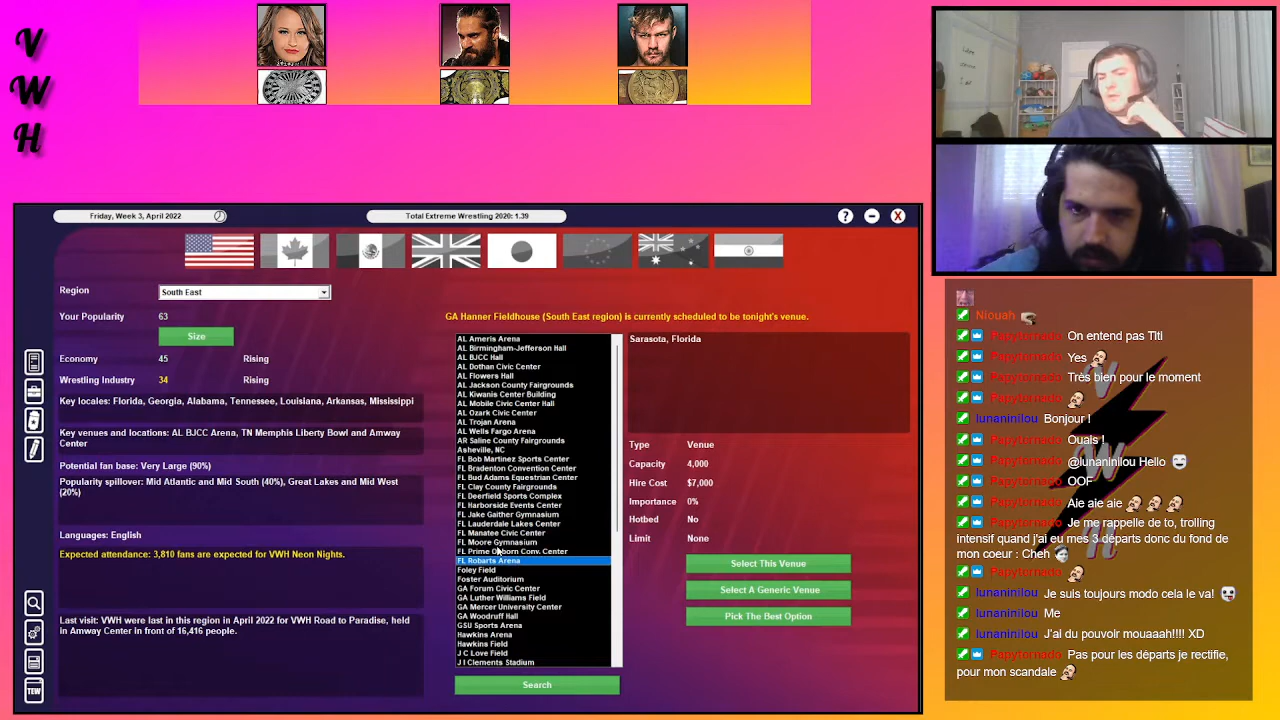 V
W
H
Friday, Week 3, April 2022
Total Extreme Wrestling 2020: 1.39
?
X
Region
South East
Your Popularity
63
Size
Economy
45
Rising
Wrestling Industry
34
Rising
Key locales: Florida, Georgia, Alabama, Tennessee, Louisiana, Arkansas, Mississippi
Key venues and locations: AL BJCC Arena, TN Memphis Liberty Bowl and Amway
Center
Potential fan base: Very Large (90%)
Popularity spillover: Mid Atlantic and Mid South (40%), Great Lakes and Mid West
(20%)
Languages: English
Expected attendance: 3,810 fans are expected for VWH Neon Nights.
Last visit: VWH were last in this region in April 2022 for VWH Road to Paradise, held
in Amway Center in front of 16,416 people.
TEW
GA Hanner Fieldhouse (South East region) is currently scheduled to be tonight's venue.
AL Ameris Arena
AL Birmingham-Jefferson Hall
AL BJCC Hall
AL Dothan Civic Center
AL Flowers Hall
AL Jackson County Fairgrounds
AL Kiwanis Center Building
AL Mobile Civic Center Hall
AL Ozark Civic Center
AL Trojan Arena
AL Wells Fargo Arena
AR Saline County Fairgrounds
Asheville, NC
FL Bob Martinez Sports Center
FL Bradenton Convention Center
FL Bud Adams Equestrian Center
FL Clay County Fairgrounds
FL Deerfield Sports Complex
FL Harborside Events Center
FL Jake Gaither Gymnasium
FL Lauderdale Lakes Center
FL Manatee Civic Center
FL Moore Gymnasium
FL Prime Osborn Conv. Center
FL Robarts Arena
Foley Field
Foster Auditorium
GA Forum Civic Center
GA Luther Williams Field
GA Mercer University Center
GA Woodruff Hall
GSU Sports Arena
Hawkins Arena
Hawkins Field
J C Love Field
J I Clements Stadium
Search
Sarasota, Florida
Type
Venue
Capacity
4,000
Hire Cost
$7,000
Importance
0%
Hotbed
No
Limit
None
Select This Venue
Select A Generic Venue
Pick The Best Option
Niouah
Papytornado On entend pas Titi
Papytornado Yes
Papytornado Très bien pour le moment
Papytornado
lunaninilou Bonjour !
Papytornado Ouais !
Papytornado @lunaninilou Hello
Papytornado OOF
Papytornado Aie aie aie
Papytornado Je me rappelle de to, trolling
intensif quand j'ai eu mes 3 départs donc du fond de
mon coeur : Cheh
Papytornado
lunaninilou Je suis toujours modo cela le va!
lunaninilou Me
lunaninilou J'ai du pouvoir mouaaah!!!! XD
Papytornado Pas pour les départs je rectifie,
pour mon scandale